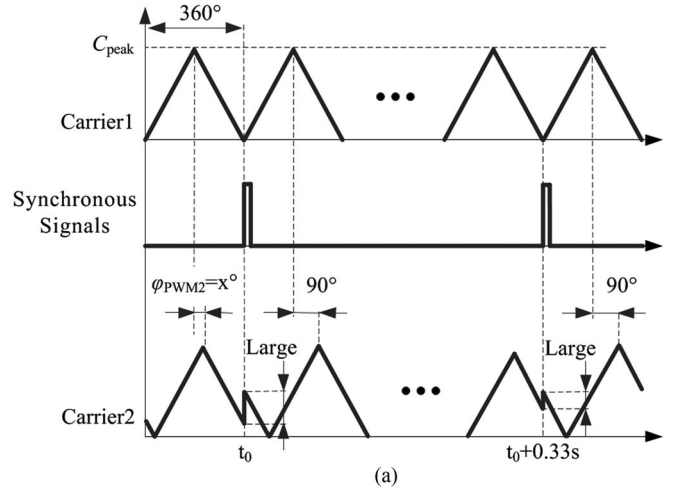 360°
Cpeak
Carrier1
Synchronous
Signals
φPWM2=x°
90°
90°
Large
Large
Carrier2
t0
t0+0.33s
(a)